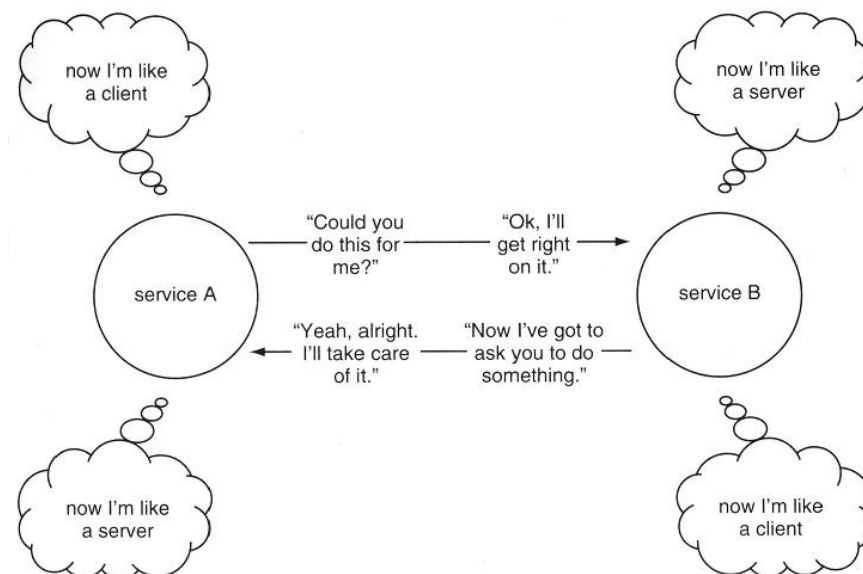 now I'm like
a client
now I'm like
a server
“Could you
do this for
me?”
“Ok, I'll
get right
on it.”
service A
service B
“Yeah, alright.
I'll take care
of it.”
“Now I've got to
ask you to do
something.”
now I'm like
a server
now I'm like
a client